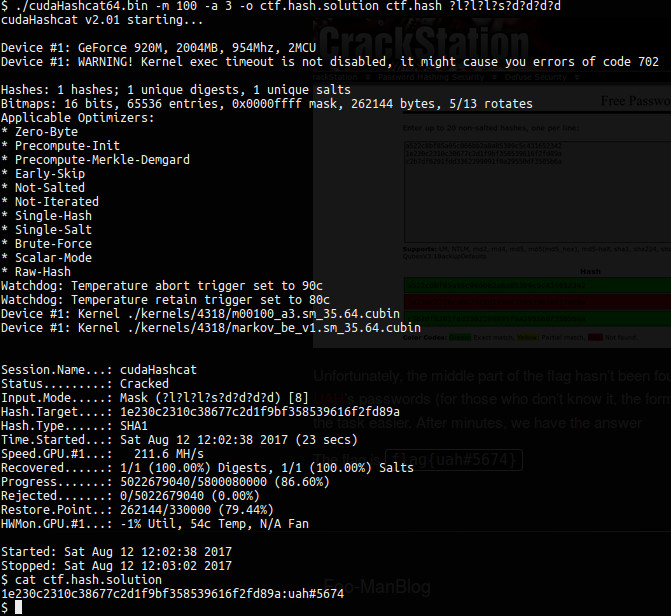 $ ./cudaHashcat64.bin -m 100 -a 3 -o ctf.hash.solution ctf.hash ?l?l?l?s?d?d?d?d
cudaHashcat v2.01 starting...
Device #1: GeForce 920M, 2004MB, 954Mhz, 2MCU
Device #1: WARNING! Kernel exec timeout is not disabled, it might cause you errors of code 702
CrackStation
Hashes: 1 hashes; 1 unique digests, 1 unique salts
Bitmaps: 16 bits, 65536 entries, 0x0000ffff mask, 262144 bytes, 5/13 rotates
Free Passwo
Applicable Optimizers:
* Zero-Byte
* Precompute-Init
* Precompute-Merkle-Demgard
* Early-Skip
* Not-Salted
* Not-Iterated
* Single-Hash
* Single-Salt
* Brute-Force
* Scalar-Mode
* Raw-Hash
Hash
Watchdog: Temperature abort trigger set to 90c
Watchdog: Temperature retain trigger set to 80c
Device #1: Kernel ./kernels/4318/m00100_a3.sm_35.64.cubin
Device #1: Kernel ./kernels/4318/markov_be_v1.sm_35.64.cubin
Session.Name...: cudaHashcat
Status.........: Cracked
Input.Mode.....: Mask (?l?l?l?s?d?d?d?d) [8]
Hash.Target....: 1e230c2310c38677c2d1f9bf358539616f2fd89a
Hash.Type......: SHA1
Time.Started...: Sat Aug 12 12:02:38 2017 (23 secs)
Speed.GPU.#1...:   211.6 MH/s
Recovered......: 1/1 (100.00%) Digests, 1/1 (100.00%) Salts
Progress.......: 5022679040/5800080000 (86.60%)
Rejected.......: 0/5022679040 (0.00%)
Restore.Point..: 262144/330000 (79.44%)
HWMon.GPU.#1...: -1% Util, 54c Temp, N/A Fan
Unfortunately, the middle part of the flag hasn't been fou
's passwords (for those who don't know it, the form
the task easier. After minutes, we have the answer
The flag is flag{uah#5674}
Started: Sat Aug 12 12:02:38 2017
Stopped: Sat Aug 12 12:03:02 2017
$ cat ctf.hash.solution
1e230c2310c38677c2d1f9bf358539616f2fd89a:uah#5674
$
Foo-ManBlog